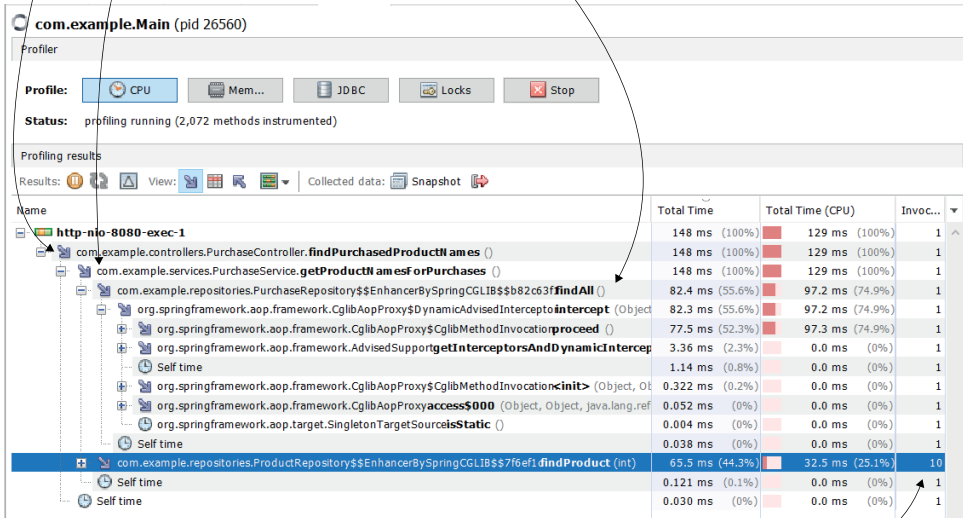 com.example.Main (pid 26560)
Profiler
Profile: CPU Mem... JDBC Locks Stop
Status: profiling running (2,072 methods instrumented)
Profiling results
Results: View: Collected data: Snapshot
Name Total Time Total Time (CPU) Invoc...
http-nio-8080-exec-1 148 ms (100%) 129 ms (100%) 1
com.example.controllers.PurchaseController.findPurchasedProductNames () 148 ms (100%) 129 ms (100%) 1
com.example.services.PurchaseService.getProductNamesForPurchases () 148 ms (100%) 129 ms (100%) 1
com.example.repositories.PurchaseRepository$$EnhancerBySpringCGLIB$$b82c63f findAll () 82.4 ms (55.6%) 97.2 ms (74.9%) 1
org.springframework.aop.framework.CglibAopProxy$DynamicAdvisedInterceptor intercept (Object 82.3 ms (55.6%) 97.2 ms (74.9%) 1
org.springframework.aop.framework.CglibAopProxy$CglibMethodInvocation proceed () 77.5 ms (52.3%) 97.3 ms (74.9%) 1
org.springframework.aop.framework.AdvisedSupport getInterceptorsAndDynamicIntercep 3.36 ms (2.3%) 0.0 ms (0%) 1
Self time 1.14 ms (0.8%) 0.0 ms (0%) 1
org.springframework.aop.framework.CglibAopProxy$CglibMethodInvocation <init> (Object, Ob 0.322 ms (0.2%) 0.0 ms (0%) 1
org.springframework.aop.framework.CglibAopProxy access$000 (Object, Object, java.lang.ref 0.052 ms (0%) 0.0 ms (0%) 1
org.springframework.aop.target.SingletonTargetSource isStatic () 0.004 ms (0%) 0.0 ms (0%) 1
Self time 0.038 ms (0%) 0.0 ms (0%) 1
com.example.repositories.ProductRepository$$EnhancerBySpringCGLIB$$7f6ef1d findProduct (int) 65.5 ms (44.3%) 32.5 ms (25.1%) 10
Self time 0.121 ms (0.1%) 0.0 ms (0%) 1
Self time 0.030 ms (0%) 0.0 ms (0%) 1